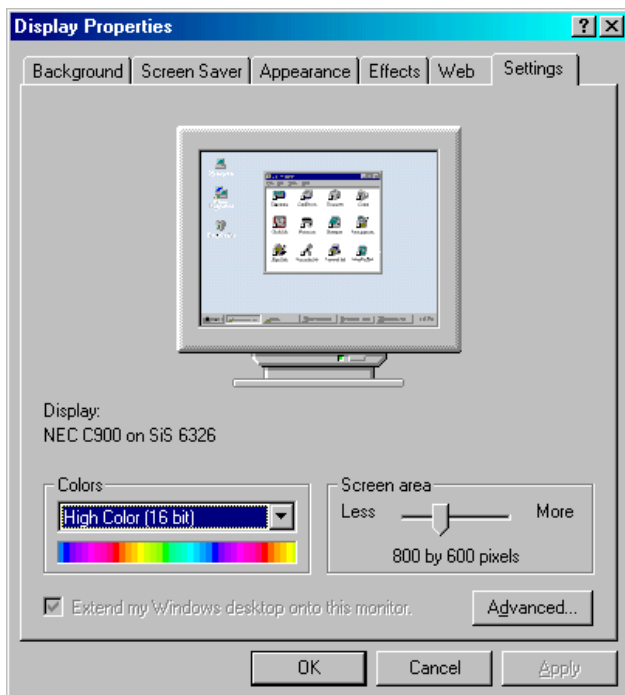 Display Properties
Background Screen Saver Appearance Effects Web Settings
Display:
NEC C900 on SiS 6326
Colors
High Color (16 bit)
Screen area
Less More
800 by 600 pixels
Extend my Windows desktop onto this monitor.
Advanced...
OK Cancel Apply